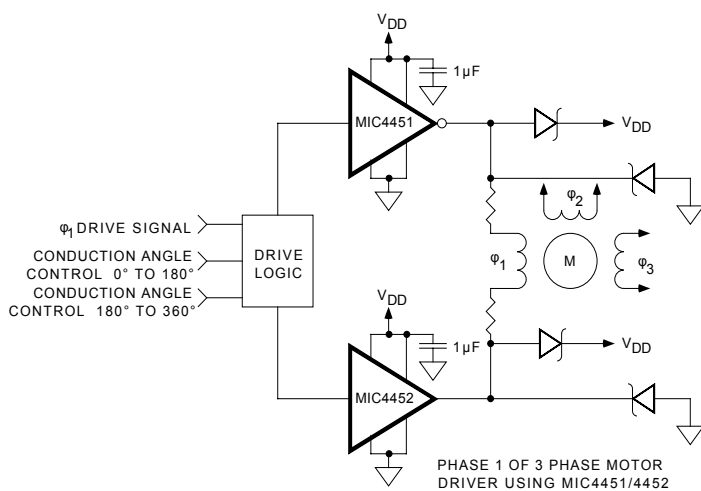 VDD
1µF
MIC4451
VDD
φ2
φ1 DRIVE SIGNAL
CONDUCTION ANGLE
CONTROL 0° TO 180°
CONDUCTION ANGLE
CONTROL 180° TO 360°
DRIVE
LOGIC
φ1
M
φ3
VDD
1µF
VDD
MIC4452
PHASE 1 OF 3 PHASE MOTOR
DRIVER USING MIC4451/4452